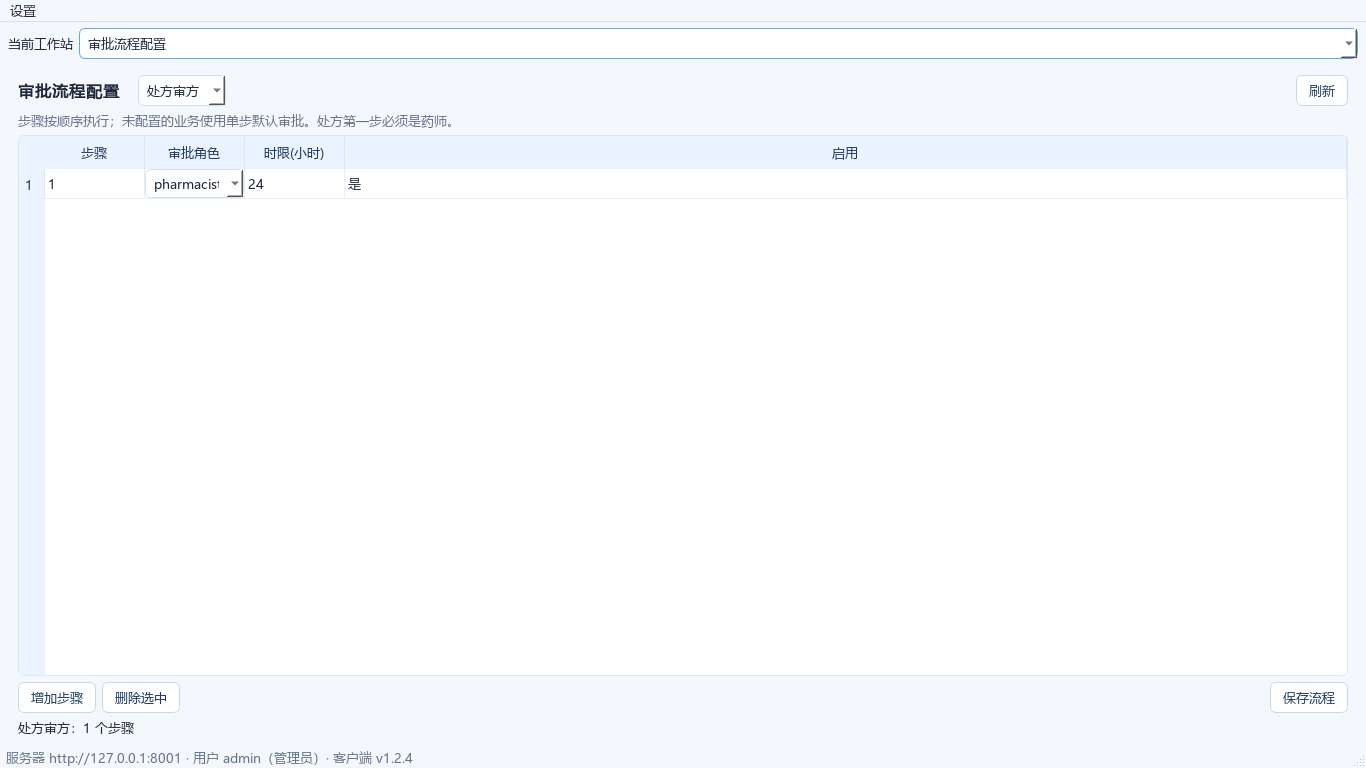 设置
当前工作站 审批流程配置
审批流程配置 处方审方 刷新
步骤按顺序执行；未配置的业务使用单步默认审批。处方第一步必须是药师。
步骤 审批角色 时限(小时) 启用
1 1 pharmacist 24 是
增加步骤 删除选中 保存流程
处方审方：1 个步骤
服务器 http://127.0.0.1:8001 · 用户 admin（管理员）· 客户端 v1.2.4